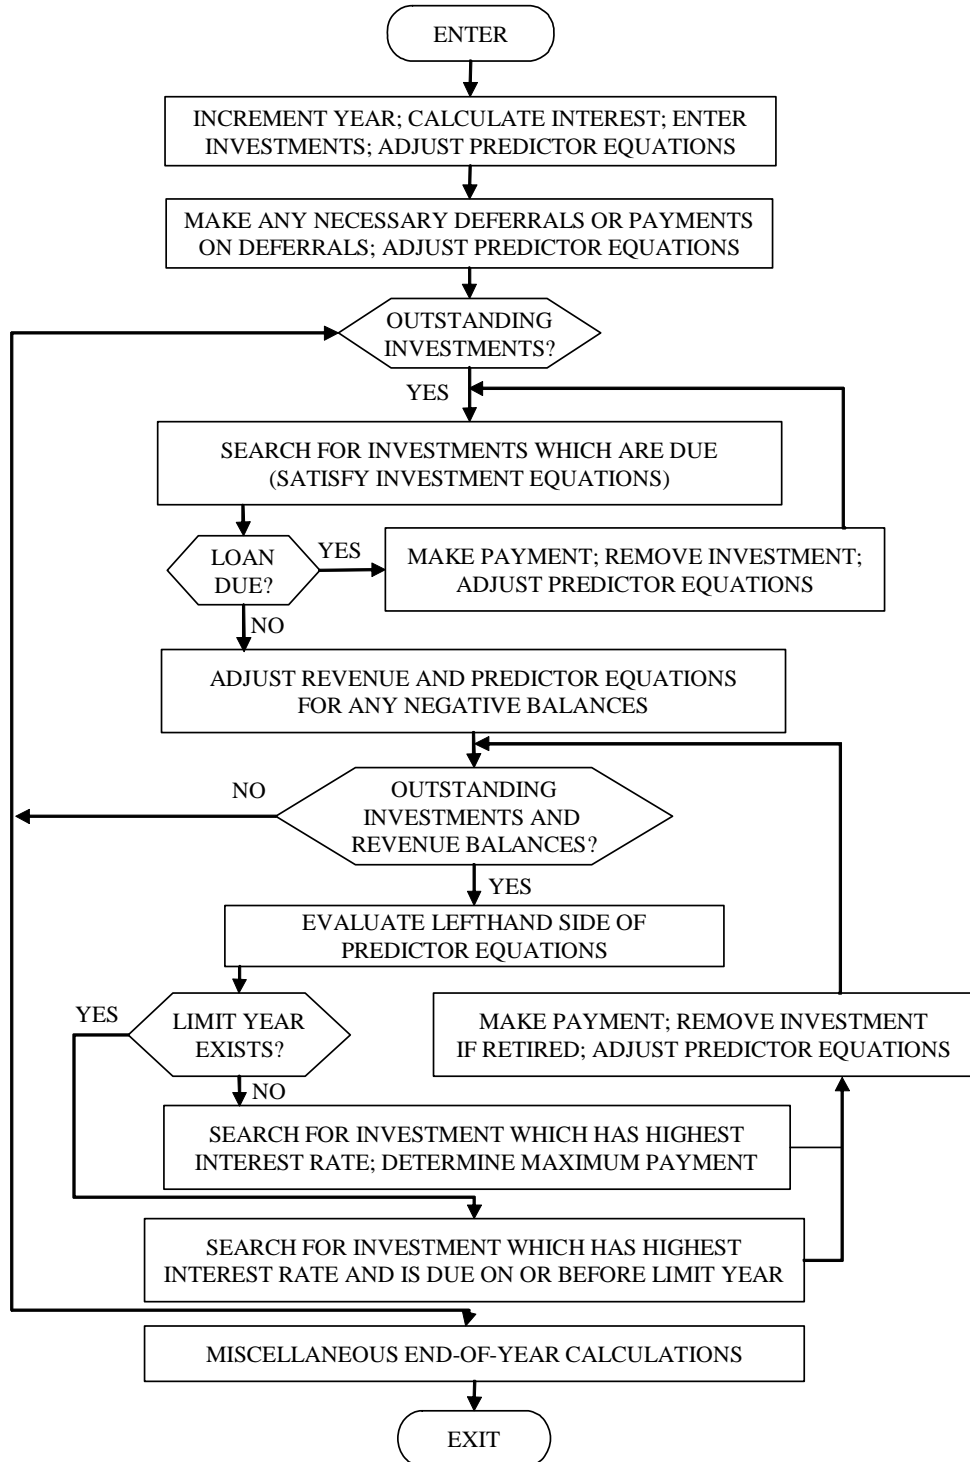 ENTER
INCREMENT YEAR; CALCULATE INTEREST; ENTER
INVESTMENTS; ADJUST PREDICTOR EQUATIONS
MAKE ANY NECESSARY DEFERRALS OR PAYMENTS
ON DEFERRALS; ADJUST PREDICTOR EQUATIONS
OUTSTANDING
INVESTMENTS?
YES
SEARCH FOR INVESTMENTS WHICH ARE DUE
(SATISFY INVESTMENT EQUATIONS)
LOAN
DUE?
YES
MAKE PAYMENT; REMOVE INVESTMENT;
ADJUST PREDICTOR EQUATIONS
NO
ADJUST REVENUE AND PREDICTOR EQUATIONS
FOR ANY NEGATIVE BALANCES
NO
OUTSTANDING
INVESTMENTS AND
REVENUE BALANCES?
YES
EVALUATE LEFTHAND SIDE OF
PREDICTOR EQUATIONS
YES
LIMIT YEAR
EXISTS?
MAKE PAYMENT; REMOVE INVESTMENT
IF RETIRED; ADJUST PREDICTOR EQUATIONS
NO
SEARCH FOR INVESTMENT WHICH HAS HIGHEST
INTEREST RATE; DETERMINE MAXIMUM PAYMENT
SEARCH FOR INVESTMENT WHICH HAS HIGHEST
INTEREST RATE AND IS DUE ON OR BEFORE LIMIT YEAR
MISCELLANEOUS END-OF-YEAR CALCULATIONS
EXIT